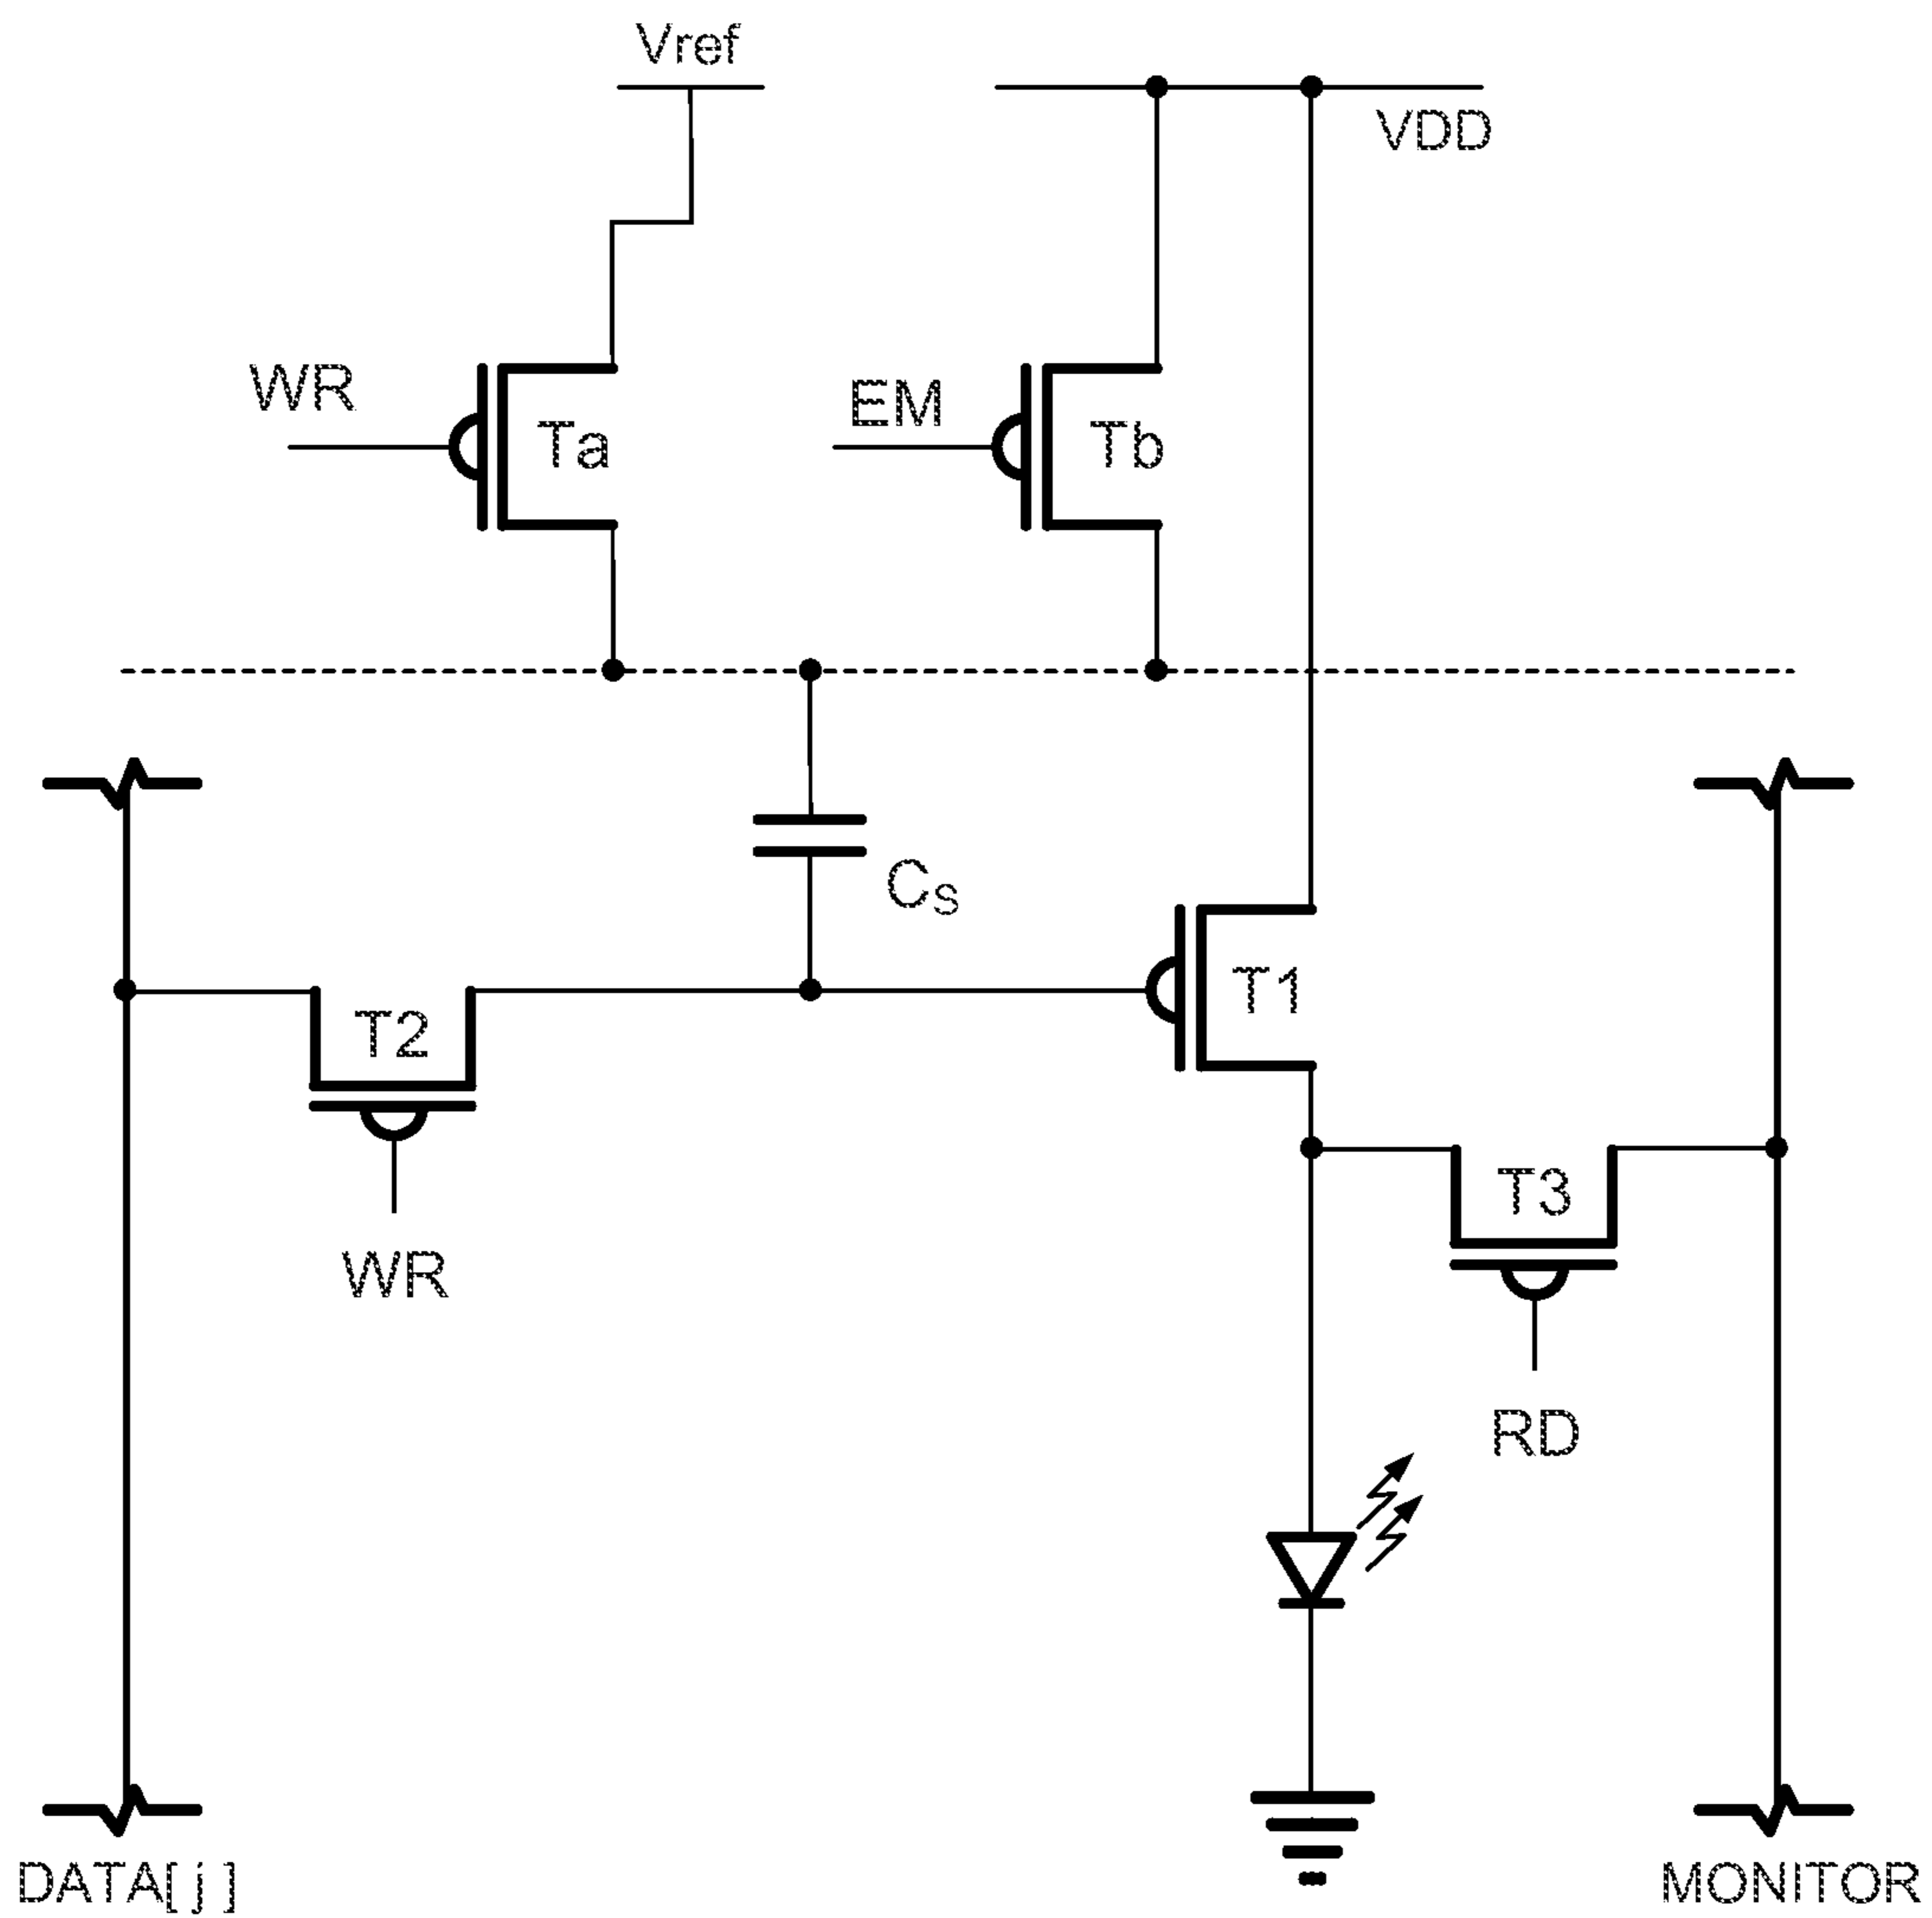 Vref
VDD
WR
Ta
EM
Tb
Cs
T1
T2
WR
T3
RD
DATA[ j ]
MONITOR